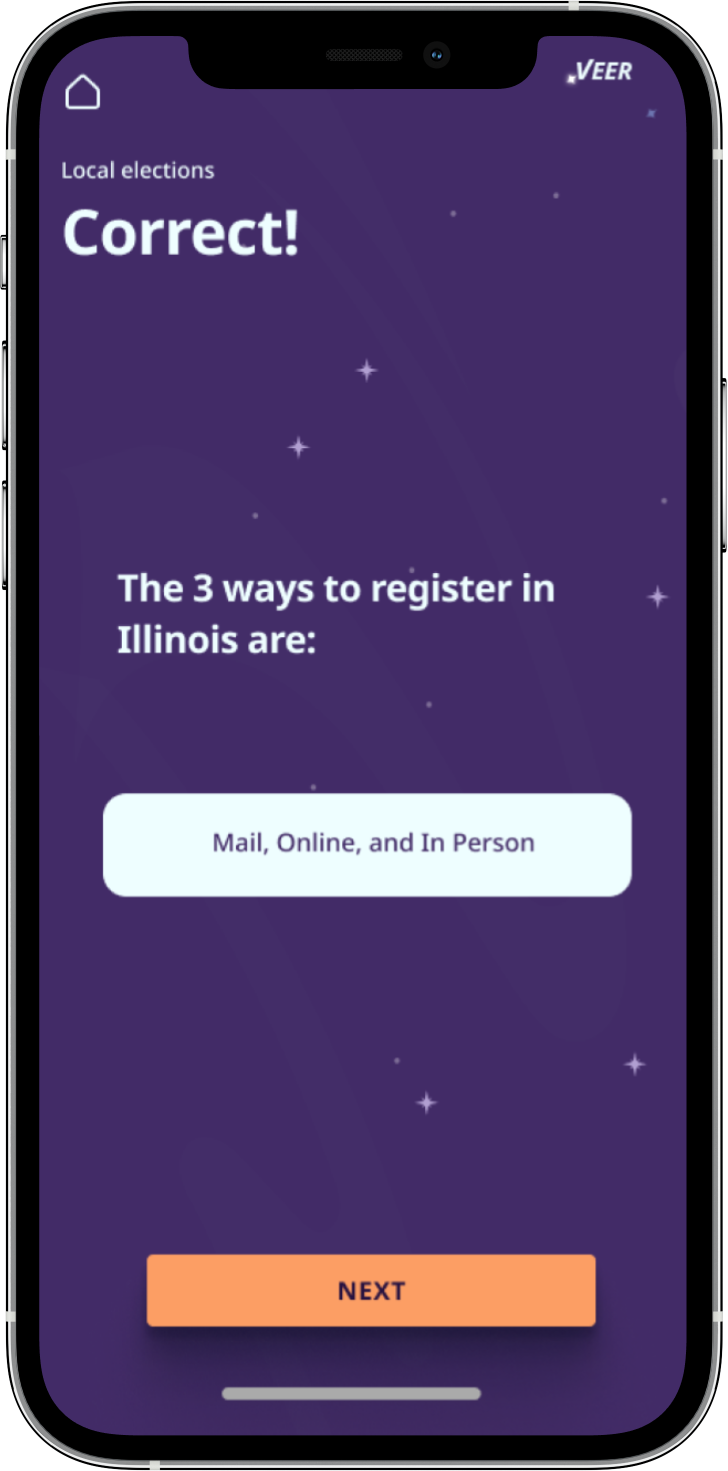 VEER
Local elections
Correct!
The 3 ways to register in
Illinois are:
Mail, Online, and In Person
NEXT